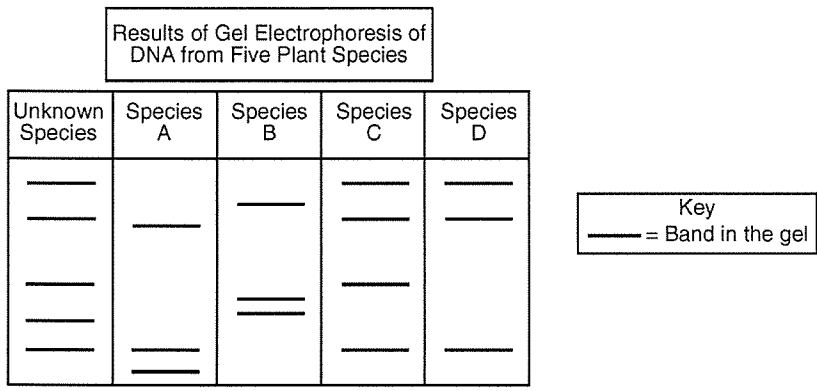 Results of Gel Electrophoresis of
DNA from Five Plant Species
Unknown
Species
Species
A
Species
B
Species
C
Species
D
Key
= Band in the gel